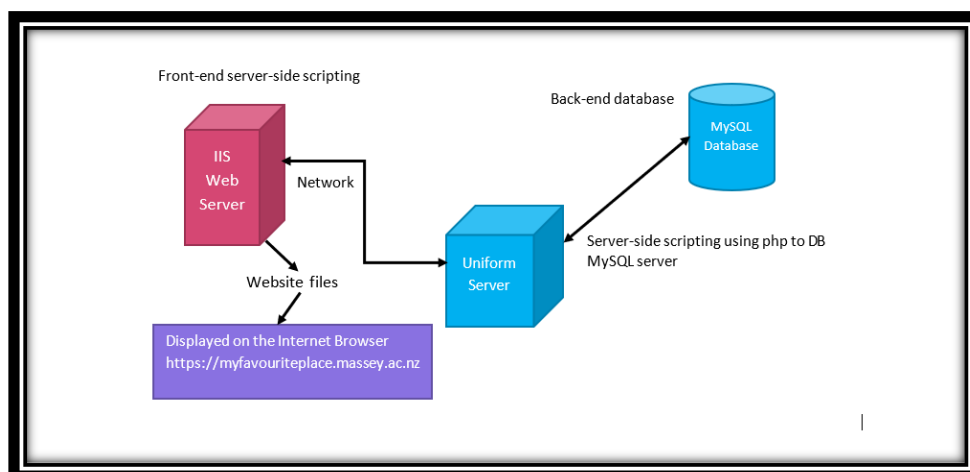 Front-end server-side scripting
IIS
Web
Server
Network
Website files
Displayed on the Internet Browser
https://myfavouriteplace.massey.ac.nz
Uniform
Server
Back-end database
MySQL
Database
Server-side scripting using php to DB
MySQL server